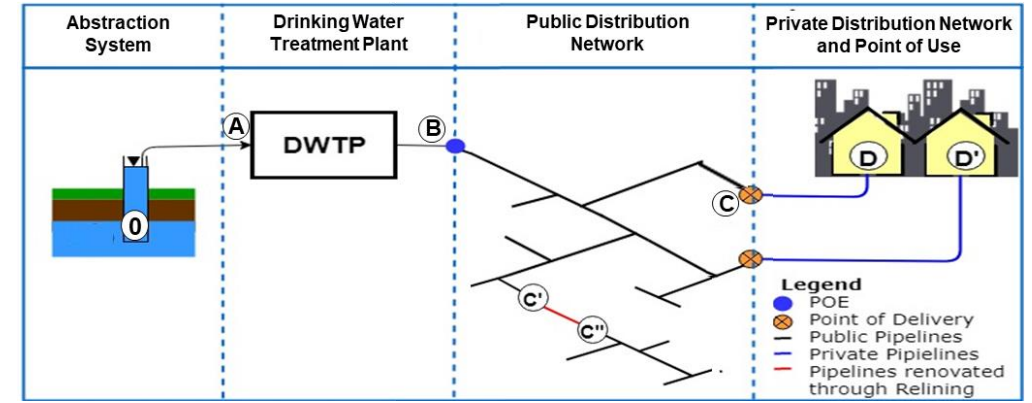 Abstraction
System
Drinking Water
Treatment Plant
Public Distribution
Network
Private Distribution Network
and Point of Use
A
DWTP
B
0
C
D
D'
C'
C"
Legend
POE
Point of Delivery
Public Pipelines
Private Pipielines
Pipelines renovated
through Relining